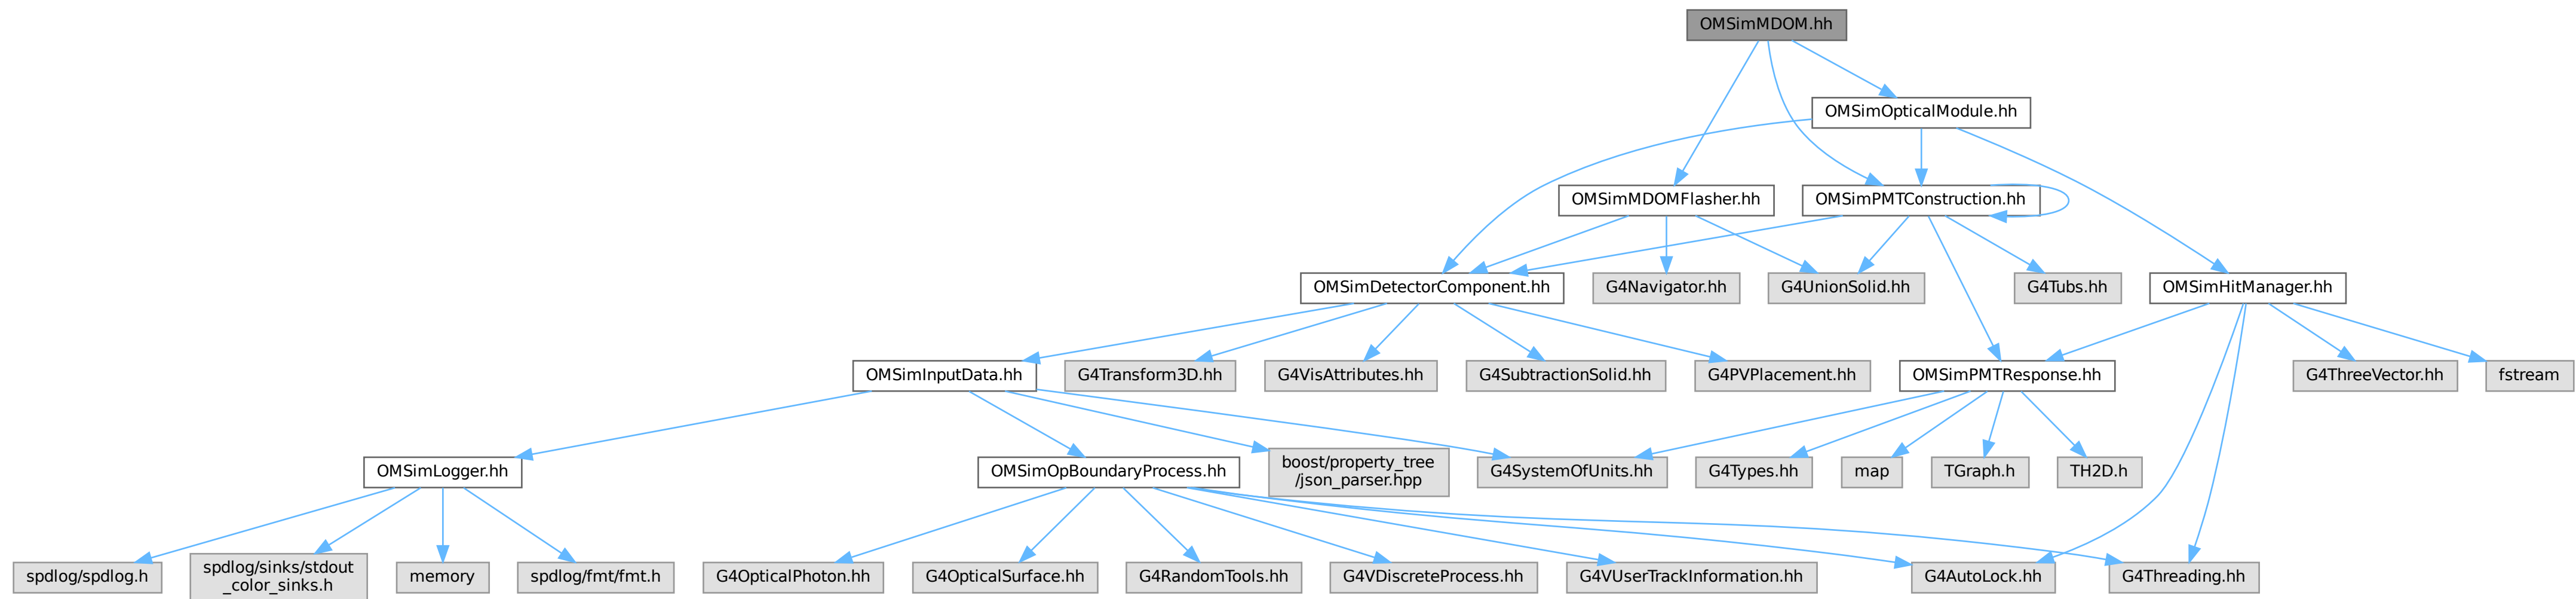 OMSimMDOM.hh
OMSimOpticalModule.hh
OMSimMDOMFlasher.hh
OMSimPMTConstruction.hh
OMSimDetectorComponent.hh
G4Navigator.hh
G4UnionSolid.hh
G4Tubs.hh
OMSimHitManager.hh
OMSimInputData.hh
G4Transform3D.hh
G4VisAttributes.hh
G4SubtractionSolid.hh
G4PVPlacement.hh
OMSimPMTResponse.hh
G4ThreeVector.hh
fstream
OMSimLogger.hh
OMSimOpBoundaryProcess.hh
boost/property_tree
/json_parser.hpp
G4SystemOfUnits.hh
G4Types.hh
map
TGraph.h
TH2D.h
spdlog/spdlog.h
spdlog/sinks/stdout
_color_sinks.h
memory
spdlog/fmt/fmt.h
G4OpticalPhoton.hh
G4OpticalSurface.hh
G4RandomTools.hh
G4VDiscreteProcess.hh
G4VUserTrackInformation.hh
G4AutoLock.hh
G4Threading.hh